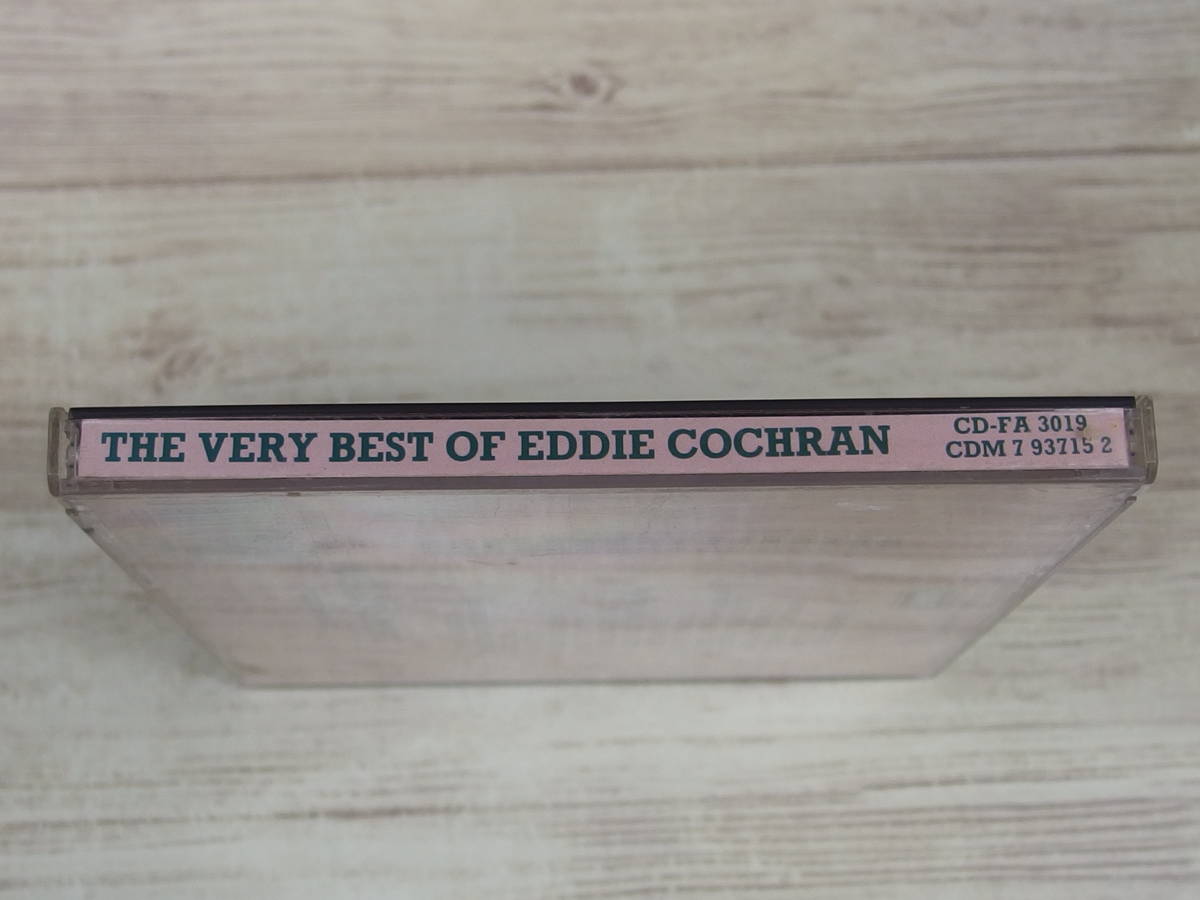 THE VERY BEST OF EDDIE COCHRAN
CD-FA 3019
CDM 7 93715 2